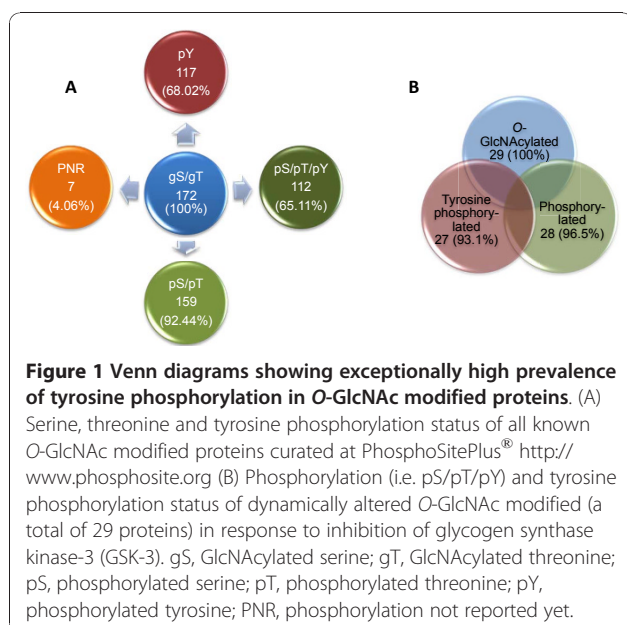 A
pY
117
(68.02%
PNR
7
(4.06%)
gS/gT
172
(100%)
pS/pT/pY
112
(65.11%)
pS/pT
159
(92.44%)
B
O-
GlcNAcylated
29 (100%)
Tyrosine
phosphory-
lated
27 (93.1%)
Phosphory-
lated
28 (96.5%)
Figure 1 Venn diagrams showing exceptionally high prevalence
of tyrosine phosphorylation in O-GlcNAc modified proteins. (A)
Serine, threonine and tyrosine phosphorylation status of all known
O-GlcNAc modified proteins curated at PhosphoSitePlus® http://
www.phosphosite.org (B) Phosphorylation (i.e. pS/pT/pY) and tyrosine
phosphorylation status of dynamically altered O-GlcNAc modified (a
total of 29 proteins) in response to inhibition of glycogen synthase
kinase-3 (GSK-3). gS, GlcNAcylated serine; gT, GlcNAcylated threonine;
pS, phosphorylated serine; pT, phosphorylated threonine; pY,
phosphorylated tyrosine; PNR, phosphorylation not reported yet.